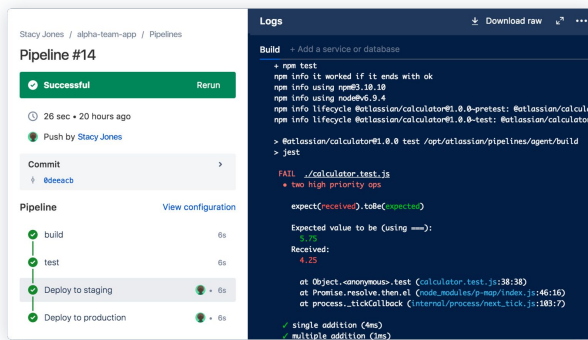 Stacy Jones / alpha-team-app / Pipelines
Pipeline #14
Successful Rerun
26 sec • 20 hours ago
Push by Stacy Jones
Commit
0deeacb
Pipeline View configuration
build 6s
test 6s
Deploy to staging • 6s
Deploy to production • 6s
Logs Download raw
Build + Add a service or database
+ npm test
npm info it worked if it ends with ok
npm info using npm@3.10.10
npm info using node@v6.9.4
npm info lifecycle @atlassian/calculator@1.0.0~pretest: @atlassian/calcul
npm info lifecycle @atlassian/calculator@1.0.0~test: @atlassian/calculator
> @atlassian/calculator@1.0.0 test /opt/atlassian/pipelines/agent/build
> jest
FAIL ./calculator.test.js
• two high priority ops
expect(received).toBe(expected)
Expected value to be (using ===):
5.75
Received:
4.25
at Object.<anonymous>.test (calculator.test.js:38:38)
at Promise.resolve.then.el (node_modules/p-map/index.js:46:16)
at process._tickCallback (internal/process/next_tick.js:103:7)
✓ single addition (4ms)
✓ multiple addition (1ms)